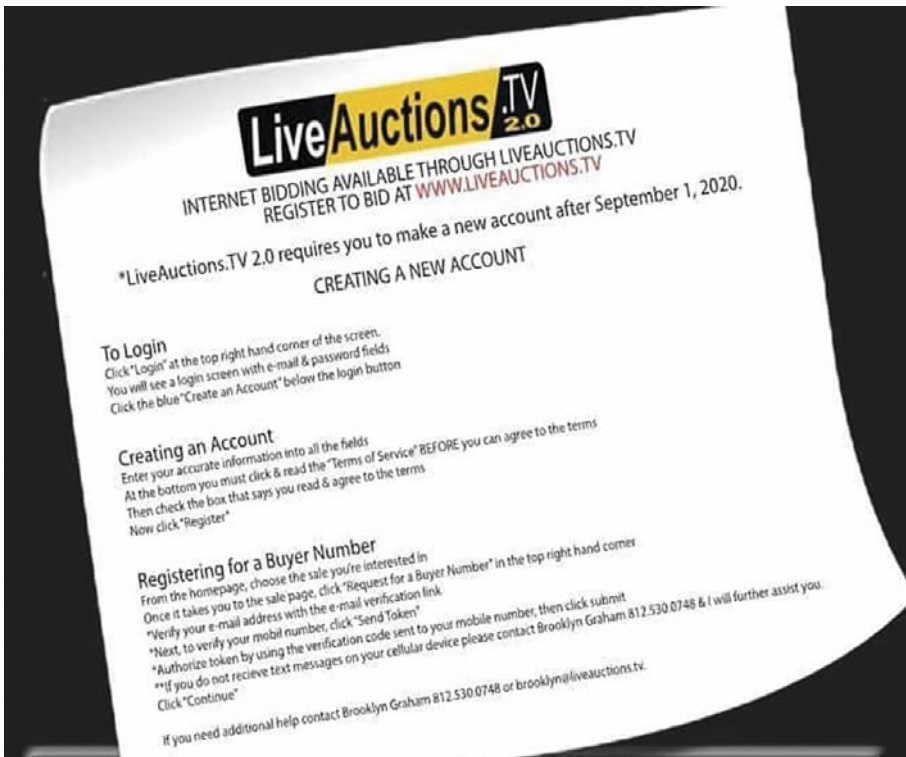 LiveAuctions.TV
2.0
INTERNET BIDDING AVAILABLE THROUGH LIVEAUCTIONS.TV
REGISTER TO BID AT WWW.LIVEAUCTIONS.TV
*LiveAuctions.TV 2.0 requires you to make a new account after September 1, 2020.
CREATING A NEW ACCOUNT
To Login
Click "Login" at the top right hand corner of the screen.
You will see a login screen with e-mail & password fields
Click the blue "Create an Account" below the login button
Creating an Account
Enter your accurate information into all the fields
At the bottom you must click & read the "Terms of Service" BEFORE you can agree to the terms
Then check the box that says you read & agree to the terms
Now click "Register"
Registering for a Buyer Number
From the homepage, choose the sale you're interested in
Once it takes you to the sale page, click "Request for a Buyer Number" in the top right hand corner
*Verify your e-mail address with the e-mail verification link
*Next, to verify your mobil number, click "Send Token"
*Authorize token by using the verification code sent to your mobile number, then click submit
**If you do not recieve text messages on your cellular device please contact Brooklyn Graham 812.530.0748 & I will further assist you.
Click "Continue"
If you need additional help contact Brooklyn Graham 812.530.0748 or brooklyn@liveauctions.tv.